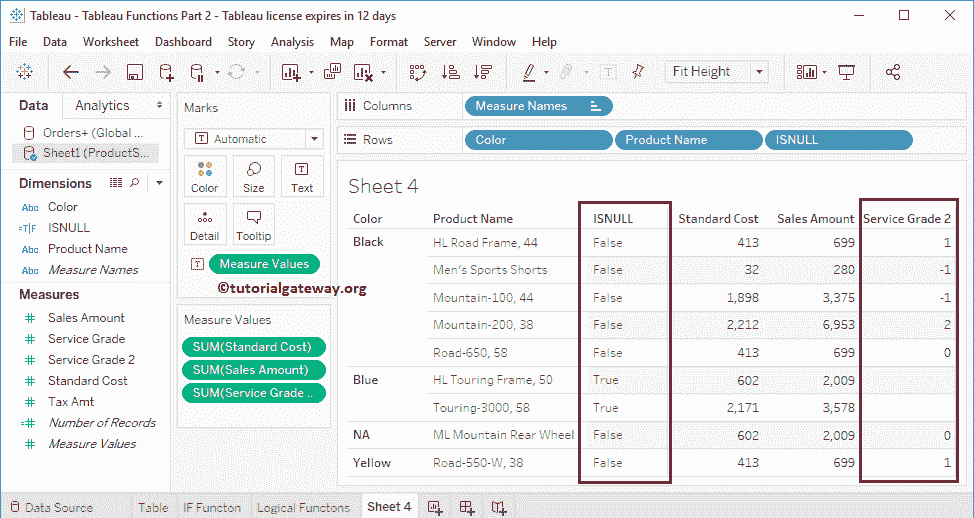 Tableau - Tableau Functions Part 2 - Tableau license expires in 12 days
File Data Worksheet Dashboard Story Analysis Map Format Server Window Help
Fit Height
Data Analytics
Orders+ (Global ...
Sheet1 (ProductS...
Dimensions
Abc Color
=T|F ISNULL
Abc Product Name
Abc Measure Names
Measures
# Sales Amount
# Service Grade
# Service Grade 2
# Standard Cost
# Tax Amt
=# Number of Records
# Measure Values
Marks
T Automatic
Color Size Text
Detail Tooltip
T Measure Values
©tutorialgateway.org
Measure Values
SUM(Standard Cost)
SUM(Sales Amount)
SUM(Service Grade ..
Columns Measure Names
Rows Color Product Name ISNULL
Sheet 4
Color Product Name ISNULL Standard Cost Sales Amount Service Grade 2
Black HL Road Frame, 44 False 413 699 1
Men's Sports Shorts False 32 280 -1
Mountain-100, 44 False 1,898 3,375 -1
Mountain-200, 38 False 2,212 6,953 2
Road-650, 58 False 413 699 0
Blue HL Touring Frame, 50 True 602 2,009
Touring-3000, 58 True 2,171 3,578
NA ML Mountain Rear Wheel False 602 2,009 0
Yellow Road-550-W, 38 False 413 699 1
Data Source Table IF Functon Logical Functons Sheet 4